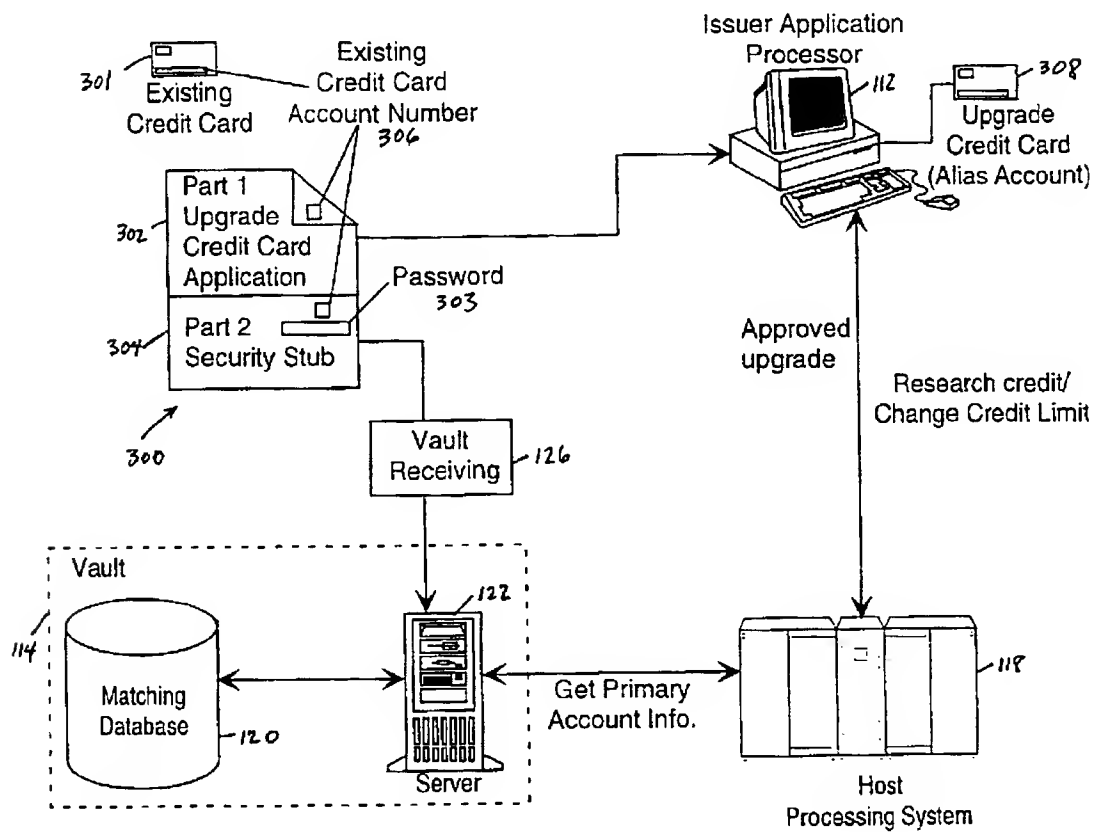 301
Existing
Credit Card
Existing
Credit Card
Account Number
306
Issuer Application
Processor
112
308
Upgrade
Credit Card
(Alias Account)
302
Part 1
Upgrade
Credit Card
Application
Password
303
304
Part 2
Security Stub
300
Vault
Receiving
126
Approved
upgrade
Research credit/
Change Credit Limit
Vault
114
Matching
Database
120
122
Server
Get Primary
Account Info.
118
Host
Processing System